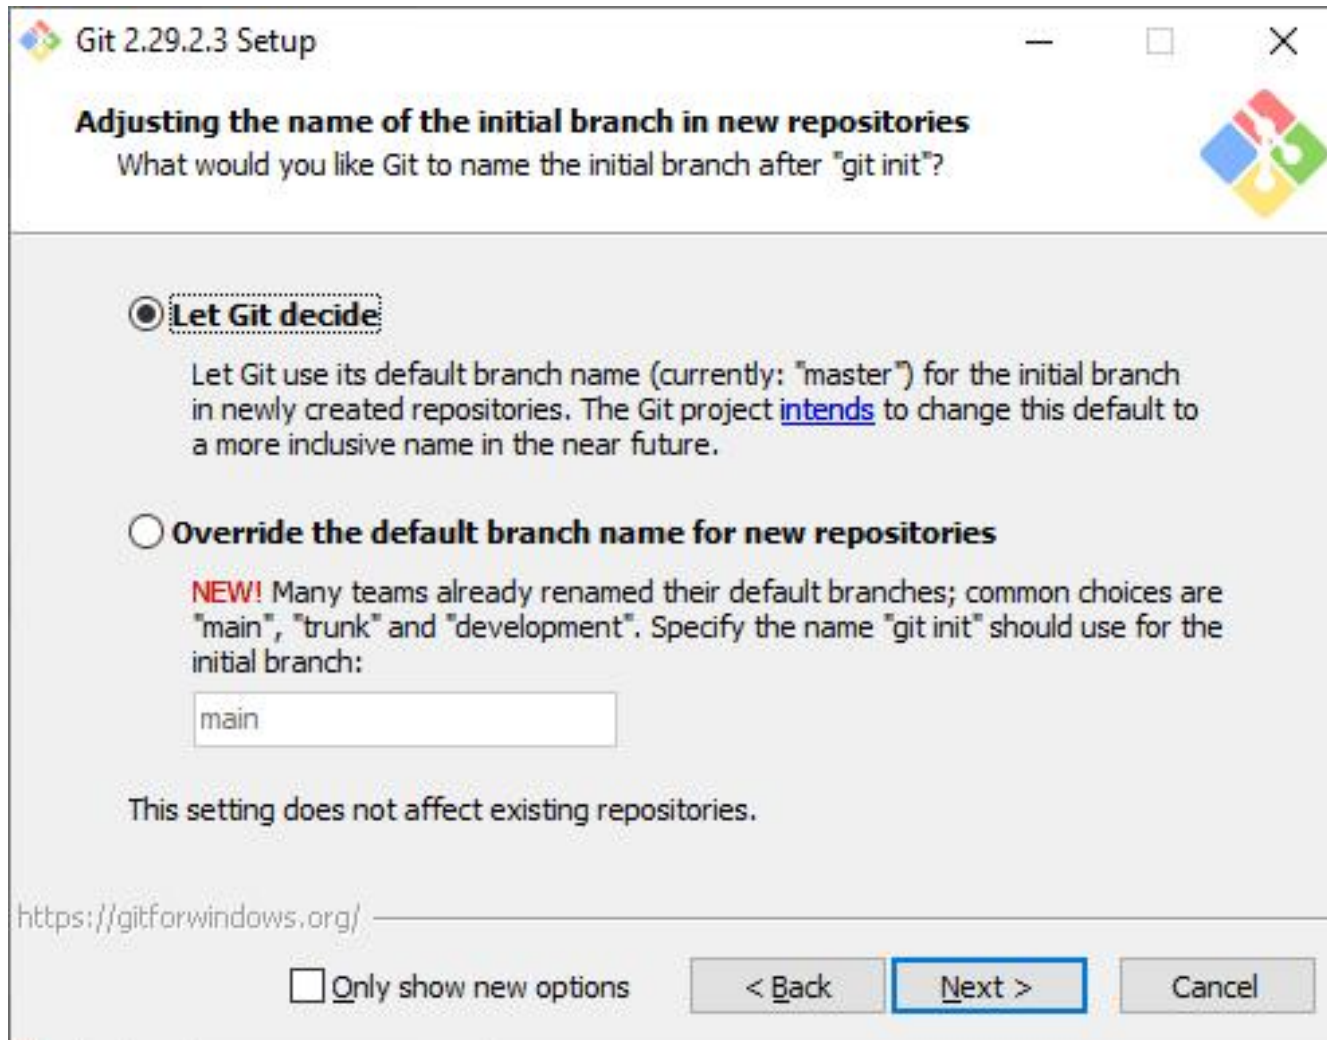 Git 2.29.2.3 Setup
Adjusting the name of the initial branch in new repositories
What would you like Git to name the initial branch after "git init"?
Let Git decide
Let Git use its default branch name (currently: "master") for the initial branch
in newly created repositories. The Git project intends to change this default to
a more inclusive name in the near future.
Override the default branch name for new repositories
NEW! Many teams already renamed their default branches; common choices are
"main", "trunk" and "development". Specify the name "git init" should use for the
initial branch:
main
This setting does not affect existing repositories.
https://gitforwindows.org/
Only show new options
< Back
Next >
Cancel